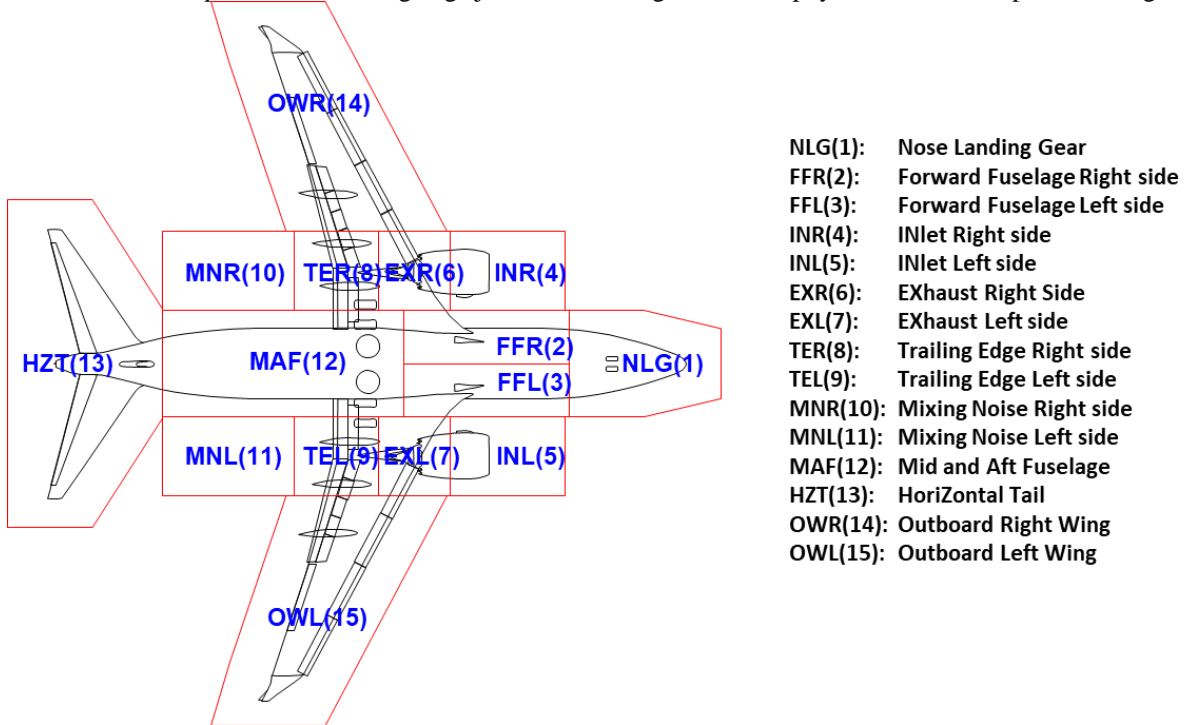 OWR(14)
MNR(10) TER(8) EXR(6) INR(4)
HZT(13) MAF(12) FFR(2) NLG(1)
FFL(3)
MNL(11) TEL(9) EXL(7) INL(5)
OWL(15)
NLG(1): Nose Landing Gear
FFR(2): Forward Fuselage Right side
FFL(3): Forward Fuselage Left side
INR(4): INlet Right side
INL(5): INlet Left side
EXR(6): EXhaust Right Side
EXL(7): EXhaust Left side
TER(8): Trailing Edge Right side
TEL(9): Trailing Edge Left side
MNR(10): Mixing Noise Right side
MNL(11): Mixing Noise Left side
MAF(12): Mid and Aft Fuselage
HZT(13): HoriZontal Tail
OWR(14): Outboard Right Wing
OWL(15): Outboard Left Wing